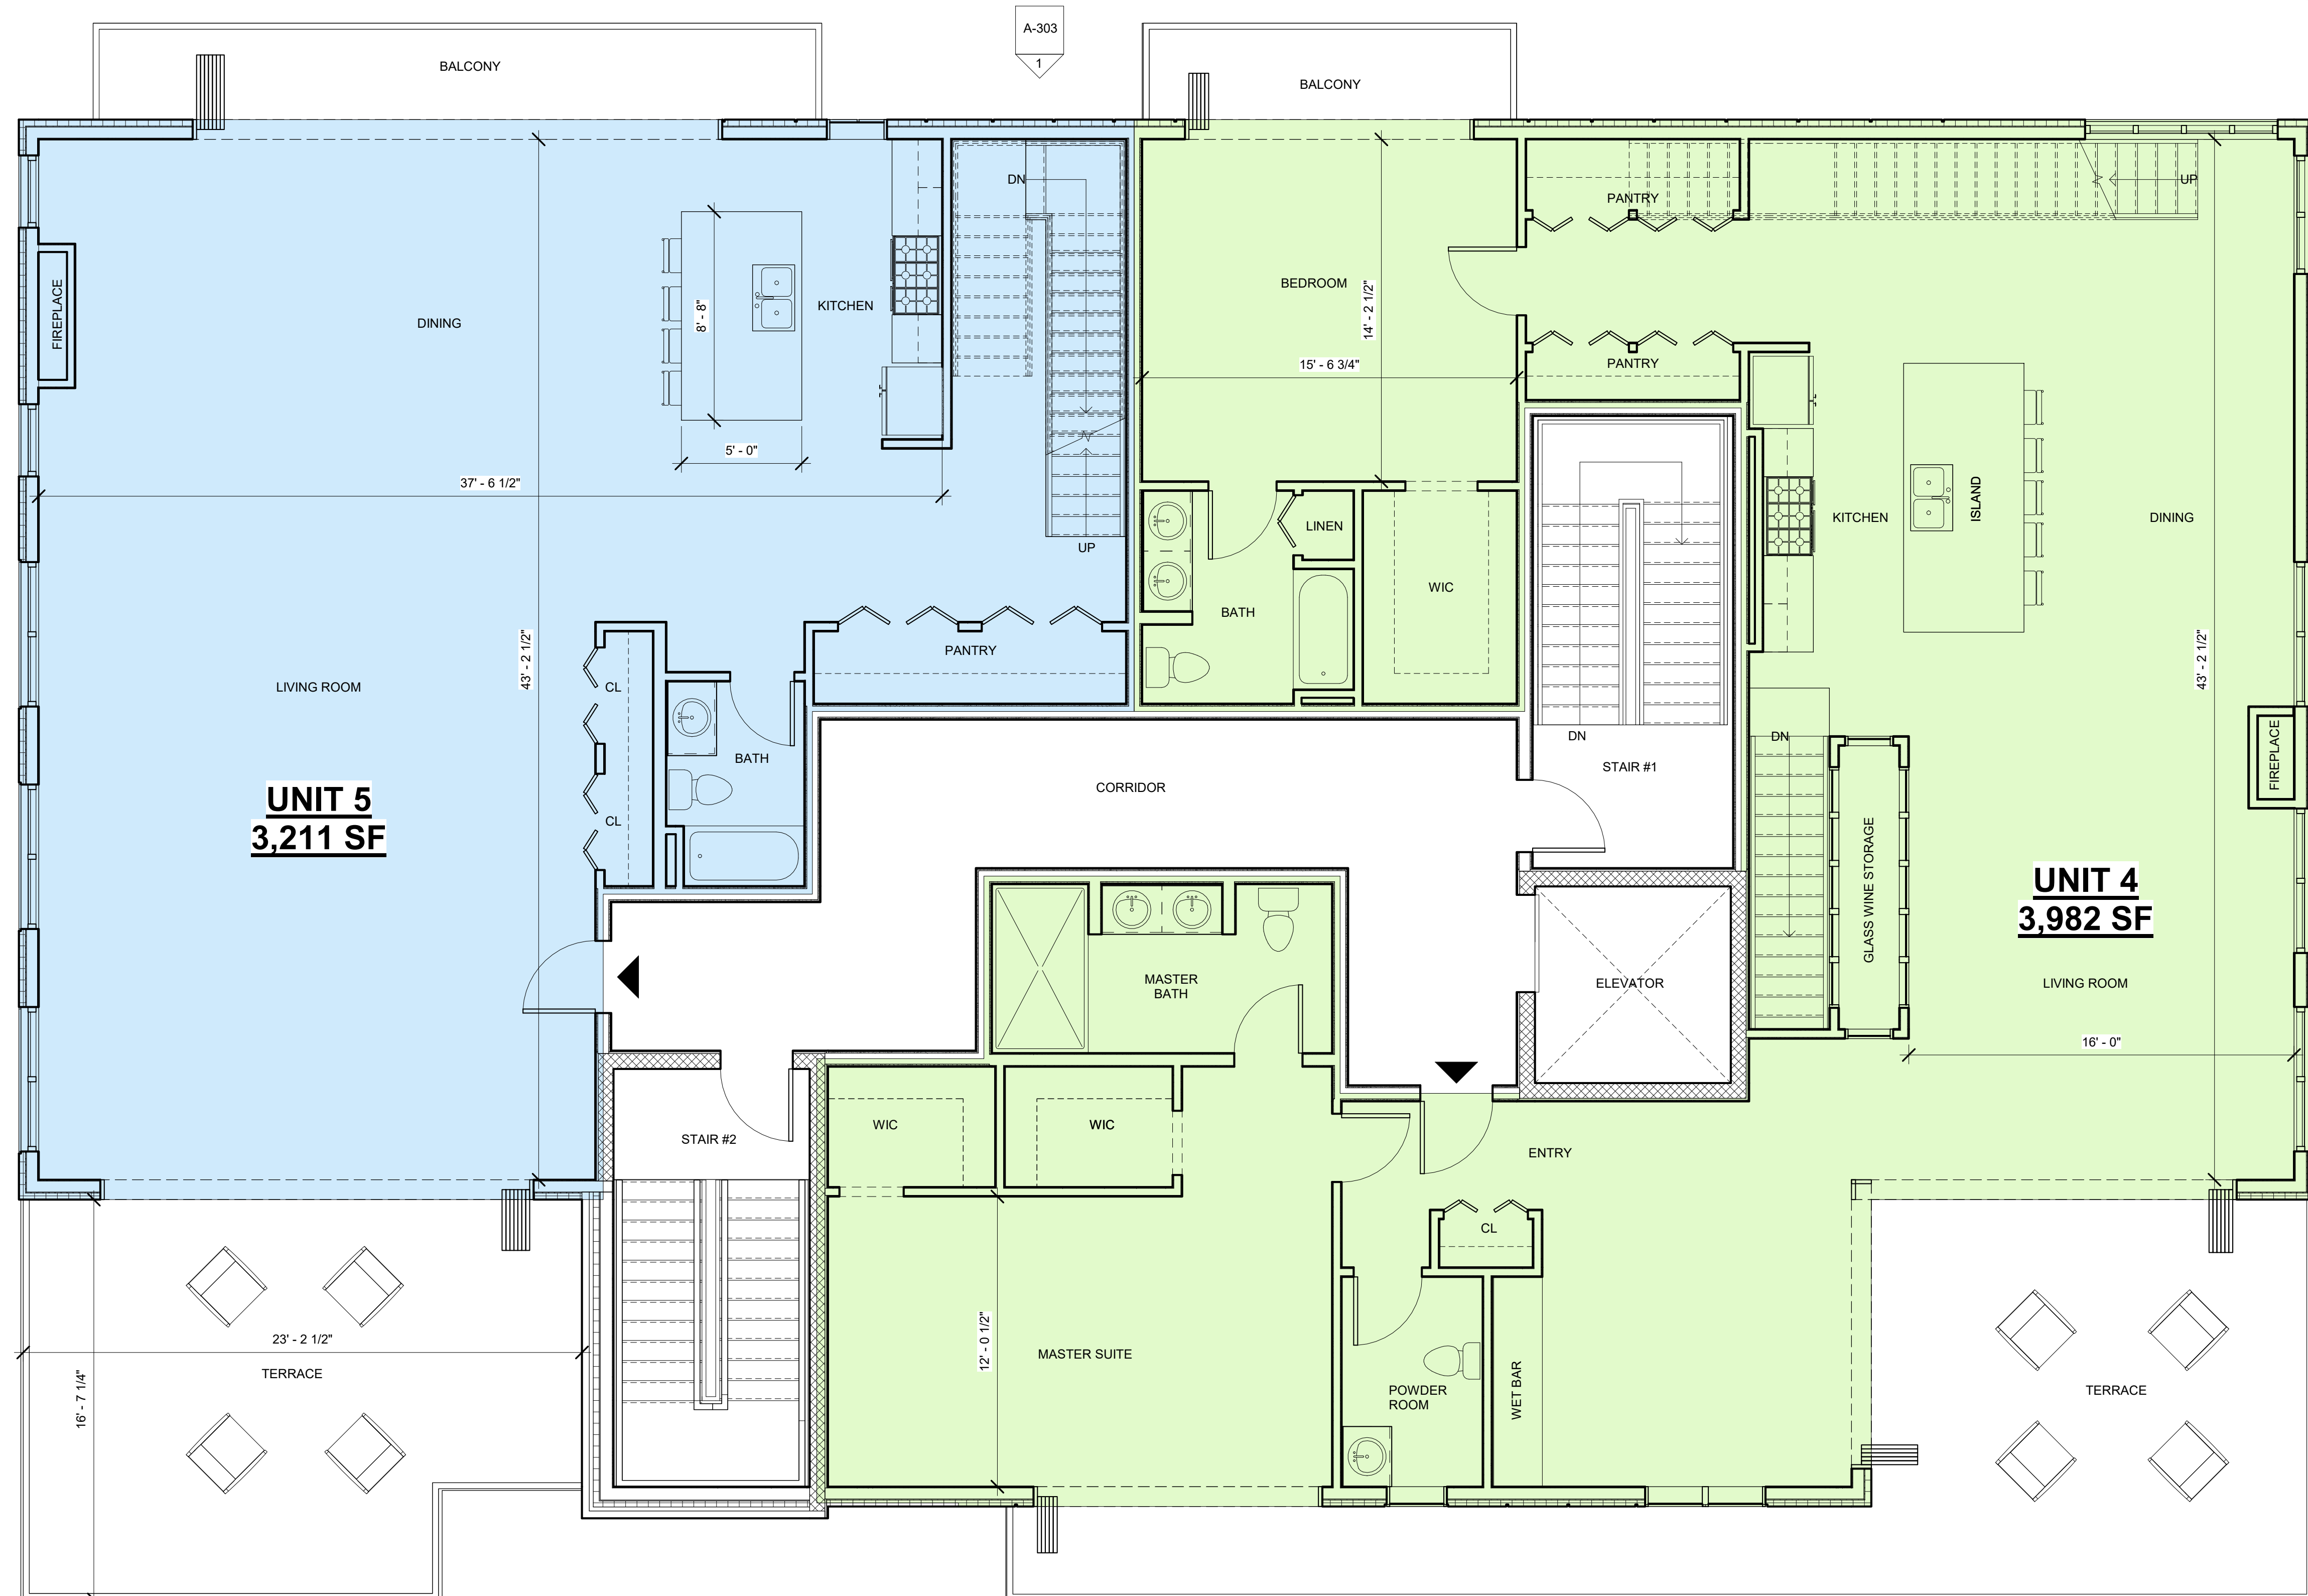 A-303
1
BALCONY
BALCONY
DN
UP
PANTRY
FIREPLACE
DINING
8' - 8"
KITCHEN
BEDROOM
14' - 2 1/2"
15' - 6 3/4"
PANTRY
5' - 0"
37' - 6 1/2"
UP
LINEN
KITCHEN
ISLAND
DINING
WIC
BATH
PANTRY
43' - 2 1/2"
43' - 2 1/2"
LIVING ROOM
CL
BATH
CORRIDOR
DN
STAIR #1
DN
FIREPLACE
UNIT 5
3,211 SF
CL
GLASS WINE STORAGE
UNIT 4
3,982 SF
MASTER
BATH
ELEVATOR
LIVING ROOM
16' - 0"
STAIR #2
WIC
WIC
ENTRY
CL
23' - 2 1/2"
TERRACE
16' - 7 1/4"
12' - 0 1/2"
MASTER SUITE
POWDER
ROOM
WET BAR
TERRACE